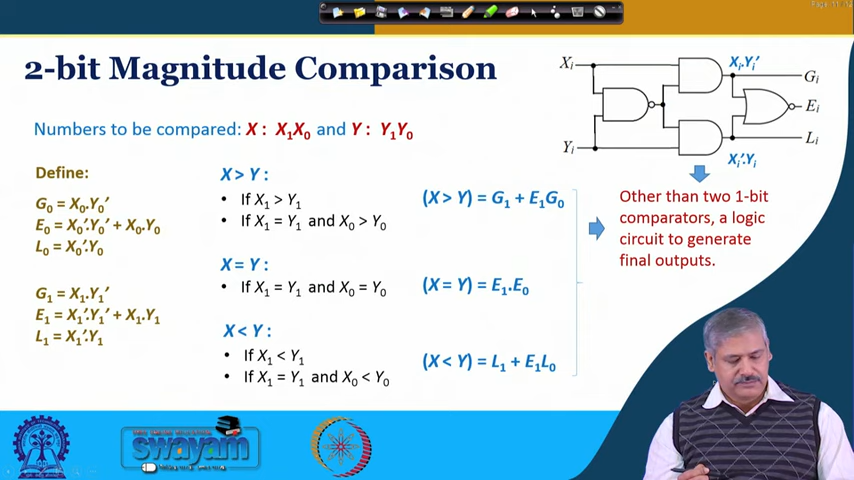 2-bit Magnitude Comparison
Numbers to be compared: X : X₁X₀ and Y : Y₁Y₀
Define:
G₀ = X₀.Y₀'
E₀ = X₀'.Y₀' + X₀.Y₀
L₀ = X₀'.Y₀
G₁ = X₁.Y₁'
E₁ = X₁'.Y₁' + X₁.Y₁
L₁ = X₁'.Y₁
X > Y :
• If X₁ > Y₁
• If X₁ = Y₁ and X₀ > Y₀
(X > Y) = G₁ + E₁G₀
X = Y :
• If X₁ = Y₁ and X₀ = Y₀
(X = Y) = E₁.E₀
X < Y :
• If X₁ < Y₁
• If X₁ = Y₁ and X₀ < Y₀
(X < Y) = L₁ + E₁L₀
Xᵢ
Yᵢ
Xᵢ.Yᵢ'
Gᵢ
Eᵢ
Lᵢ
Xᵢ'.Yᵢ
Other than two 1-bit
comparators, a logic
circuit to generate
final outputs.
swayam